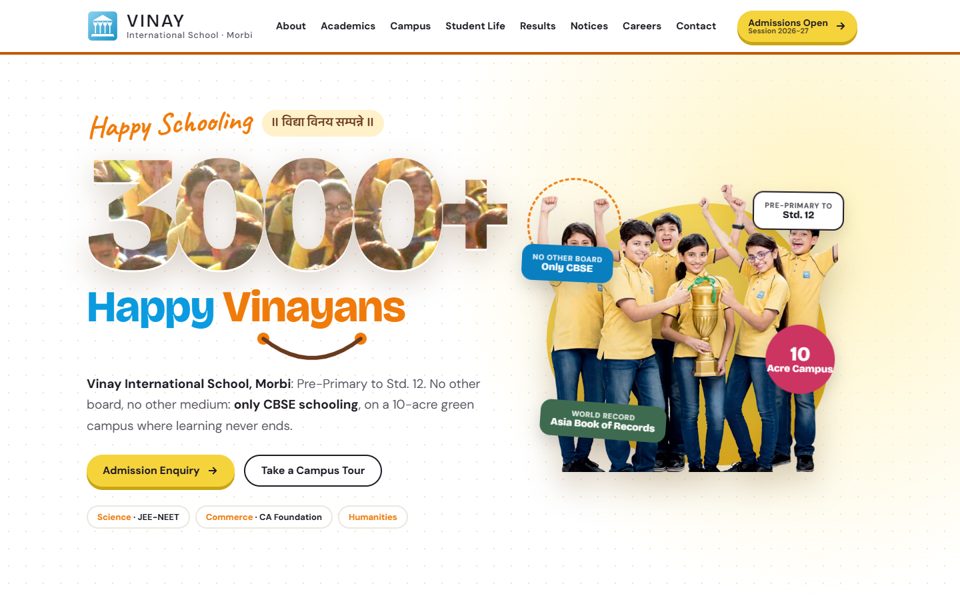 VINAY
International School · Morbi
About Academics Campus Student Life Results Notices Careers Contact
Admissions Open →
Session 2026-27
Happy Schooling
॥ विद्या विनय सम्पन्ने ॥
3000+
Happy Vinayans
Vinay International School, Morbi: Pre-Primary to Std. 12. No other
board, no other medium: only CBSE schooling, on a 10-acre green
campus where learning never ends.
Admission Enquiry →
Take a Campus Tour
Science · JEE-NEET
Commerce · CA Foundation
Humanities
PRE-PRIMARY TO
Std. 12
NO OTHER BOARD
Only CBSE
10
Acre Campus
WORLD RECORD
Asia Book of Records